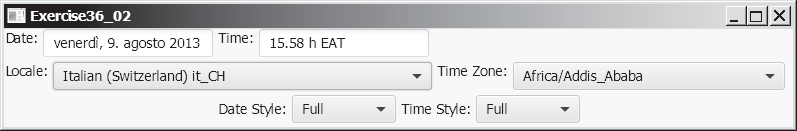 Exercise36_02
Date: venerdì, 9. agosto 2013 Time: 15.58 h EAT
Locale: Italian (Switzerland) it_CH Time Zone: Africa/Addis_Ababa
Date Style: Full Time Style: Full